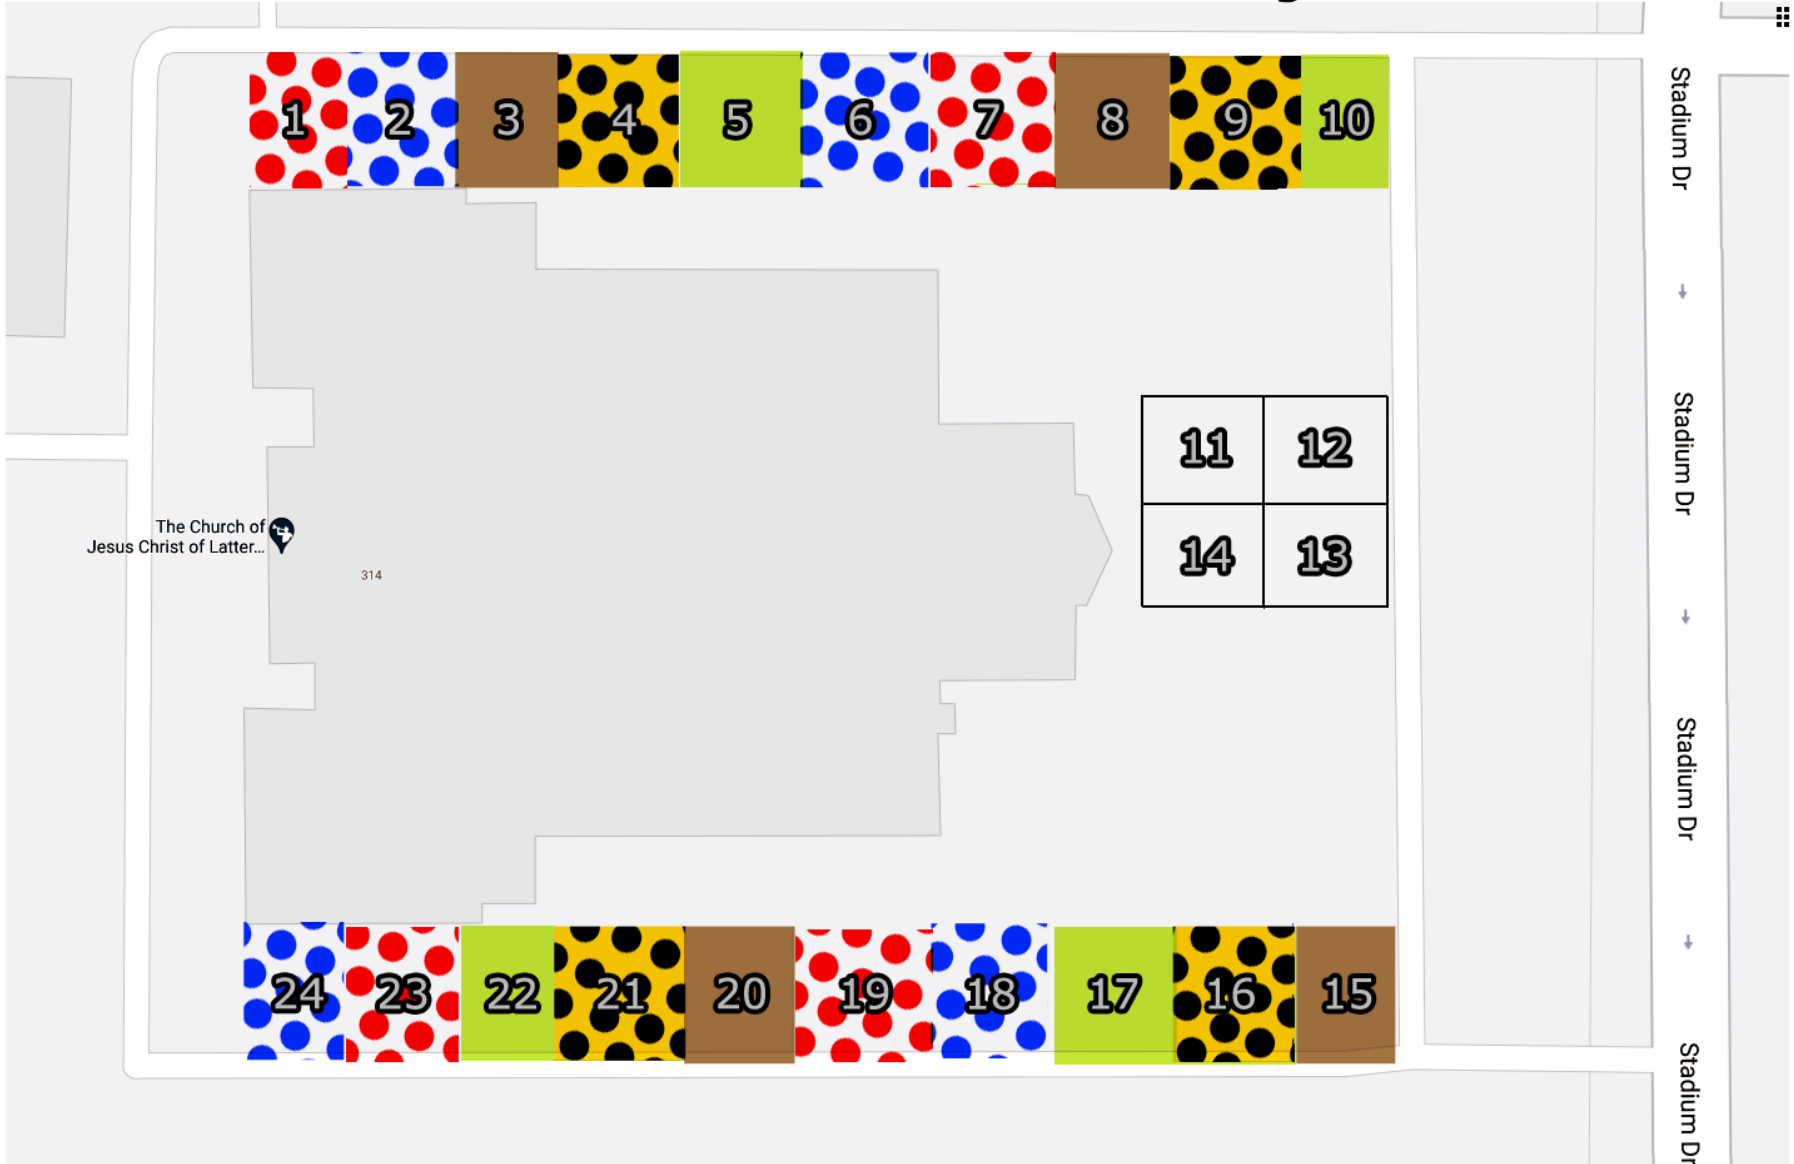 1 2 3 4 5 6 7 8 9 10
Stadium Dr
11 12
14 13
Stadium Dr
The Church of
Jesus Christ of Latter...
314
Stadium Dr
24 23 22 21 20 19 18 17 16 15
Stadium Dr